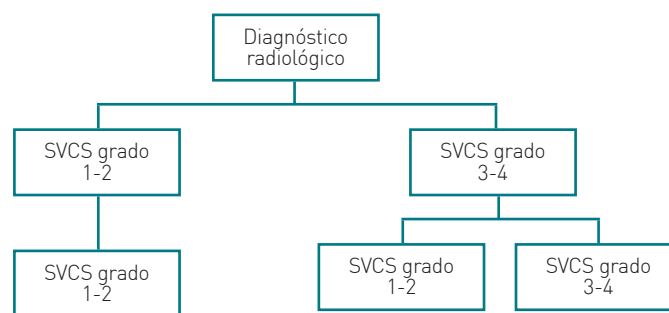 Diagnóstico
radiológico
SVCS grado
1-2
SVCS grado
3-4
SVCS grado
1-2
SVCS grado
1-2
SVCS grado
3-4